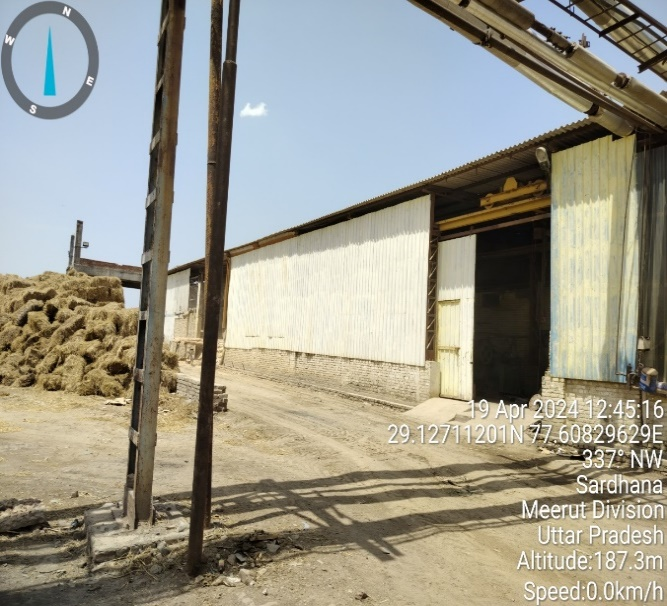 N
W
E
S
19 Apr 2024 12:45:16
29.12711201N 77.60829629E
337° NW
Sardhana
Meerut Division
Uttar Pradesh
Altitude:187.3m
Speed:0.0km/h